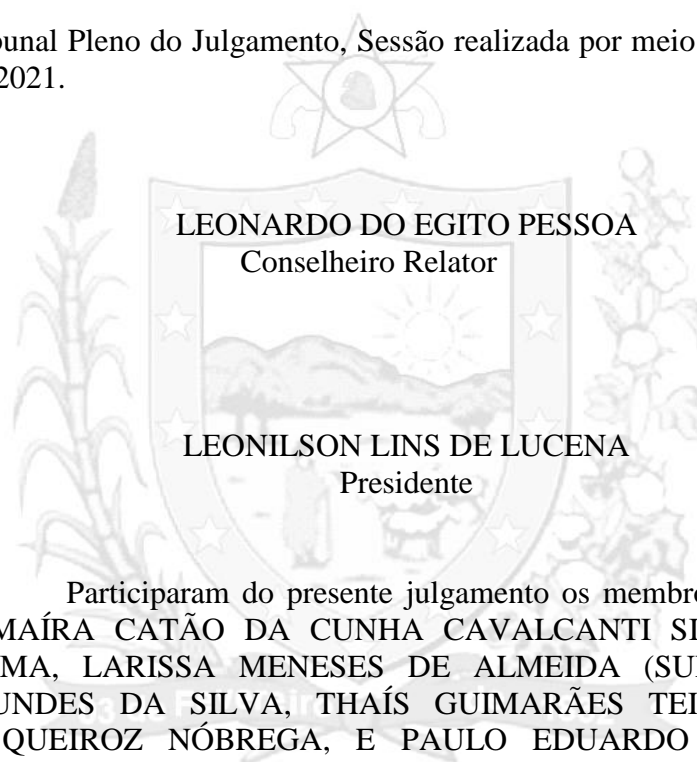 bunal Pleno do Julgamento, Sessão realizada por meio
2021.
LEONARDO DO EGITO PESSOA
Conselheiro Relator
LEONILSON LINS DE LUCENA
Presidente
Participaram do presente julgamento os membr
MAÍRA CATÃO DA CUNHA CAVALCANTI SI
MA, LARISSA MENESES DE ALMEIDA (SU
UNDES DA SILVA, THAÍS GUIMARÃES TEI
QUEIROZ NÓBREGA, E PAULO EDUARDO